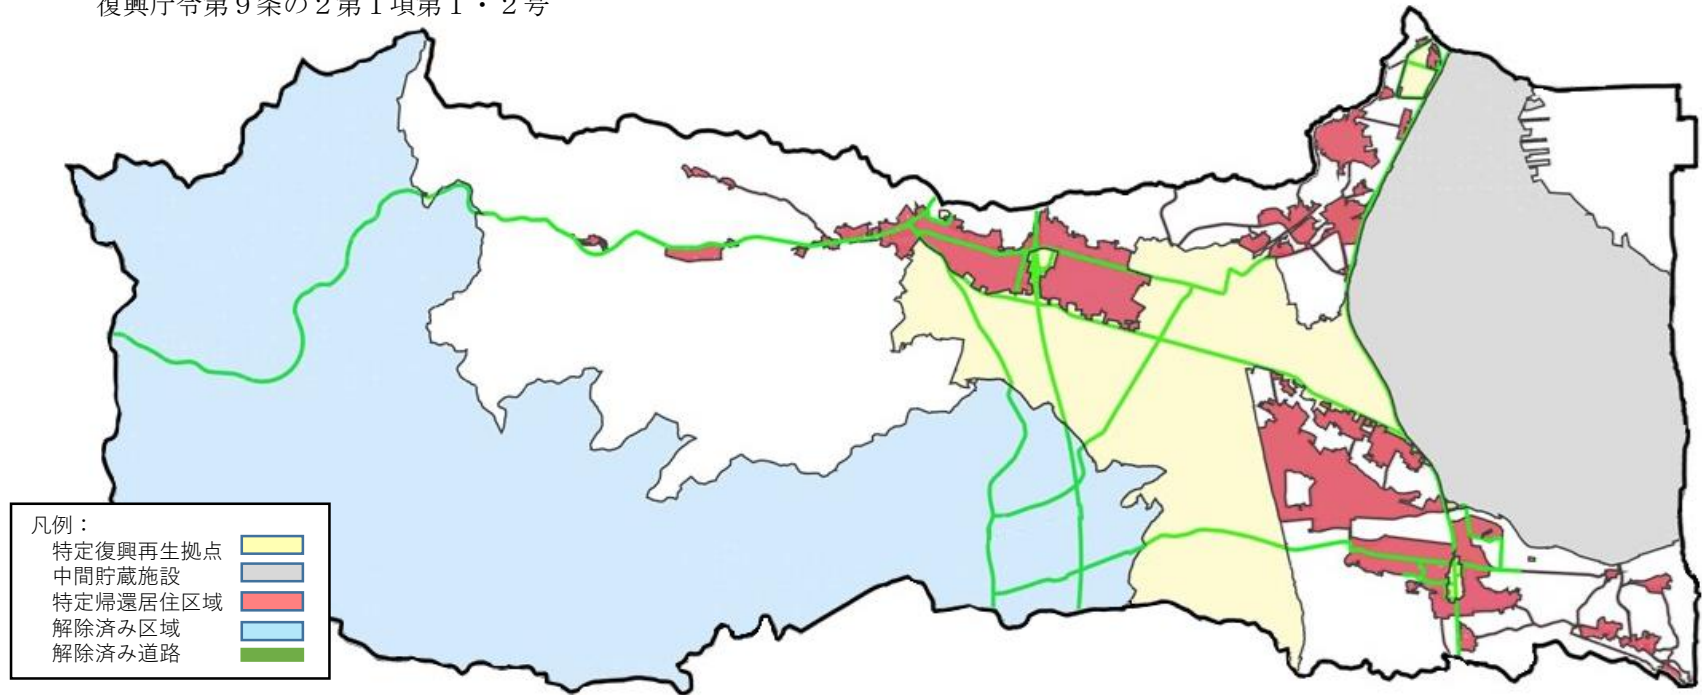 復興庁令第９条の２第１項第１・２号
凡例：
特定復興再生拠点
中間貯蔵施設
特定帰還居住区域
解除済み区域
解除済み道路